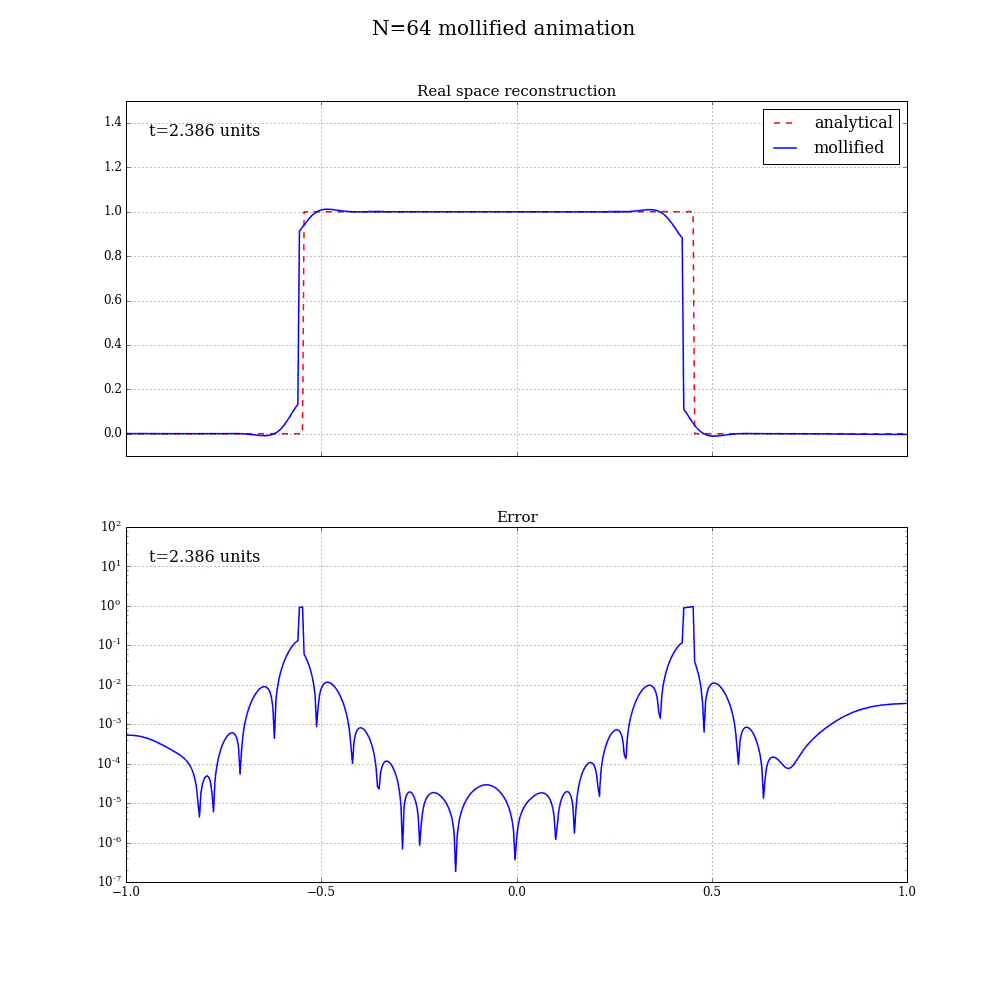 N=64 mollified animation
Real space reconstruction
t=2.386 units
analytical
mollified
1.4
1.2
1.0
0.8
0.6
0.4
0.2
0.0
Error
t=2.386 units
10²
10¹
10⁰
10⁻¹
10⁻²
10⁻³
10⁻⁴
10⁻⁵
10⁻⁶
10⁻⁷
−1.0 −0.5 0.0 0.5 1.0